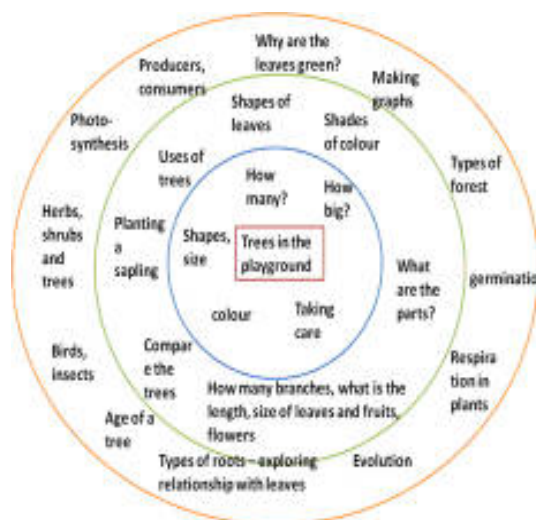 Why are the
leaves green?
Producers,
consumers
Making
graphs
Shapes of
leaves
Photo-
synthesis
Shades
of colour
Uses of
trees
Types of
forest
How
many?
How
big?
Herbs,
shrubs
and
trees
Planting
a
sapling
Shapes,
size
Trees in the
playground
What
are the
parts?
germinatio
colour
Taking
care
Birds,
insects
Compar
e the
trees
Respira
tion in
plants
How many branches, what is the
length, size of leaves and fruits,
flowers
Age of a
tree
Types of roots – exploring
relationship with leaves
Evolution